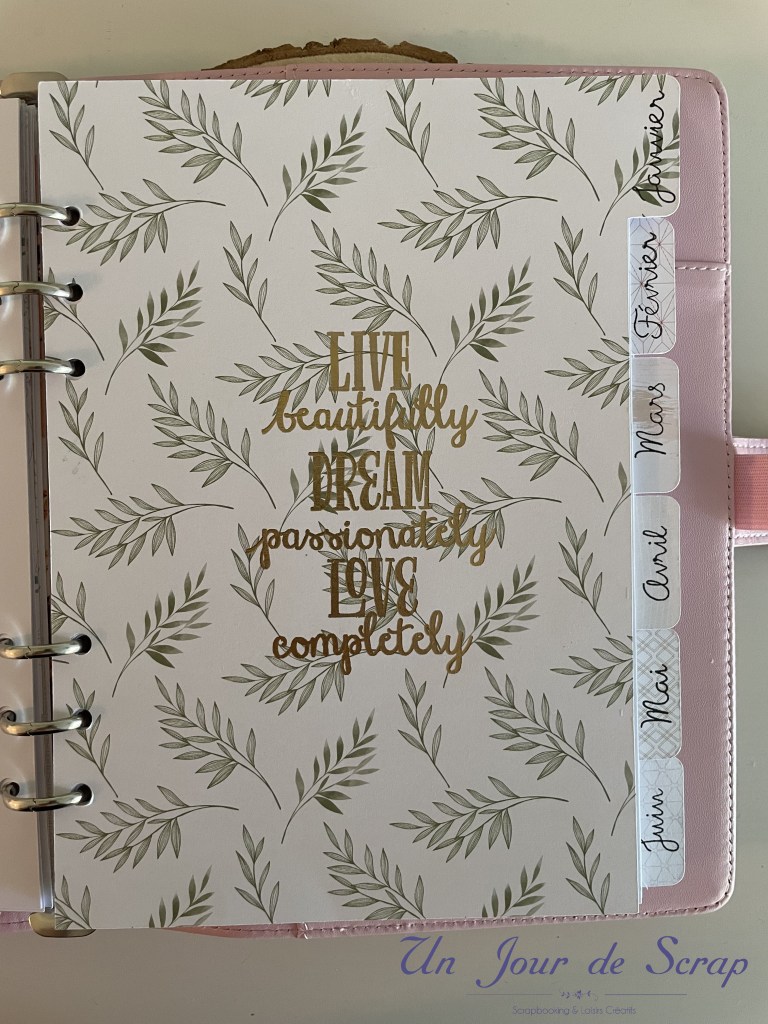 LIVE
beautifully
DREAM
passionately
LOVE
completely
Janvier
Février
Mars
Avril
Mai
Juin
Un Jour de Scrap
Scrapbooking & Loisirs Créatifs